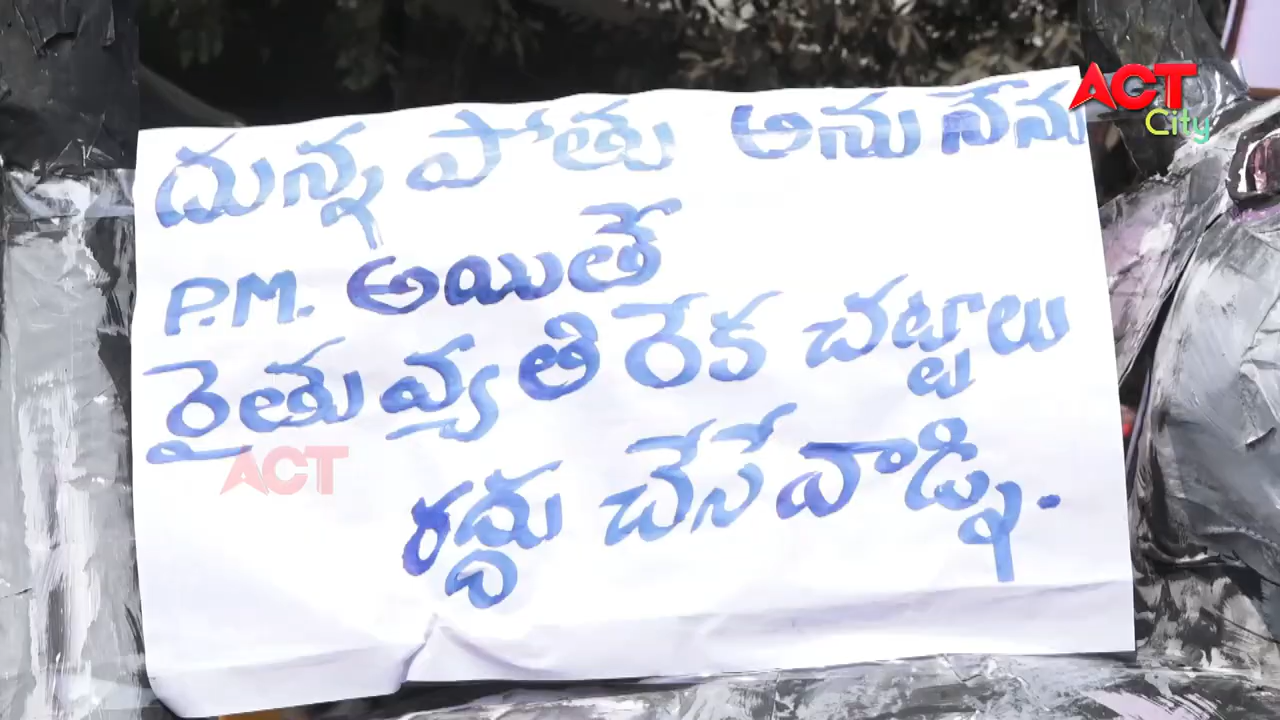 దున్నపోతు అను నేను
P.M. అయితే
రైతు వ్యతిరేక చట్టాలు
రద్దు చేసేవాడ్ని.
ACT
City
ACT